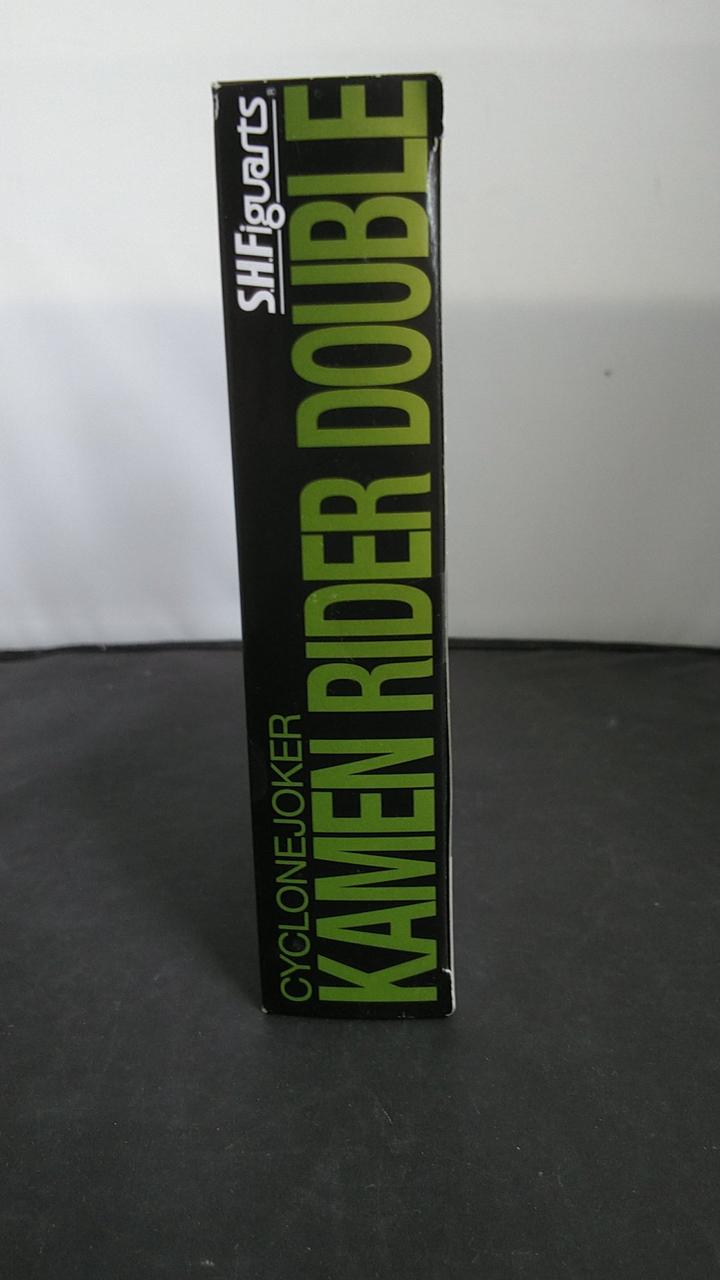 S.H.Figuarts®
CYCLONEJOKER
KAMEN RIDER DOUBLE